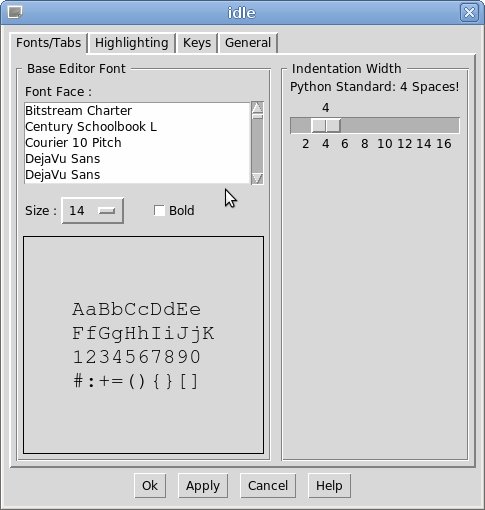 idle
Fonts/Tabs Highlighting Keys General
Base Editor Font
Font Face :
Bitstream Charter
Century Schoolbook L
Courier 10 Pitch
DejaVu Sans
DejaVu Sans
Size : 14 Bold
AaBbCcDdEe
FfGgHhIiJjK
1234567890
#:+=(){}[]
Indentation Width
Python Standard: 4 Spaces!
4
2 4 6 8 10 12 14 16
Ok Apply Cancel Help